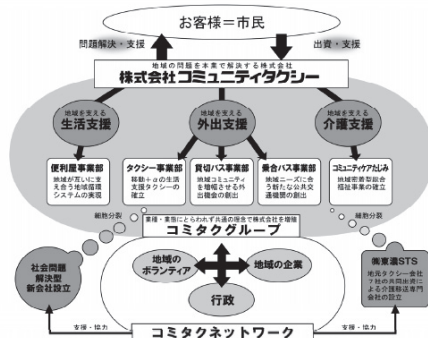 お客様＝市民
問題解決・支援
出資・支援
地域の問題を本業で解決する株式会社
株式会社コミュニティタクシー
地域を支える
生活支援
地域を支える
外出支援
地域を支える
介護支援
便利屋事業部
地域が互いに支
え合う地域循環
システムの実現
タクシー事業部
移動＋αの生活
支援タクシーの
確立
貸切バス事業部
地域コミュニティ
を増幅させる外
出機会の創出
乗合バス事業部
地域ニーズに合
う新たな公共交
通機関の創出
コミュニティケアたじみ
地域密着型総合
福祉事業の確立
細胞分裂
細胞分裂
業種・業態にとらわれず共通の理念で株式会社を増殖
コミタクグループ
社会問題
解決型
新会社設立
地域の
ボランティア
地域の企業
行政
㈱東濃STS
地元タクシー会社
7社の共同出資に
よる介護移送専門
会社の設立
支援・協力
支援・協力
コミタクネットワーク